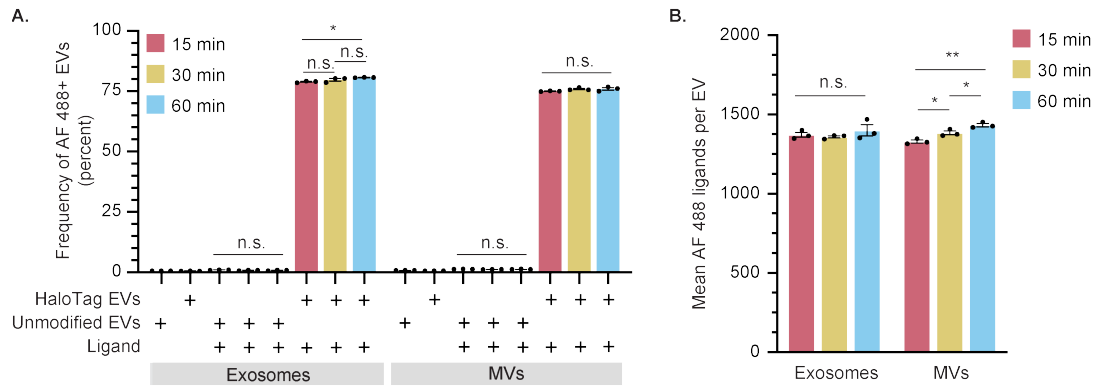 A.
Frequency of AF 488+ EVs
(percent)
100
75
50
25
0
15 min
30 min
60 min
*
n.s.
n.s.
n.s.
n.s.
n.s.
HaloTag EVs + + + + + + + +
Unmodified EVs + + + + + + + +
Ligand + + + + + + + + + + + +
Exosomes MVs
B.
Mean AF 488 ligands per EV
2000
1500
1000
500
0
15 min
30 min
60 min
n.s.
**
*
*
Exosomes MVs